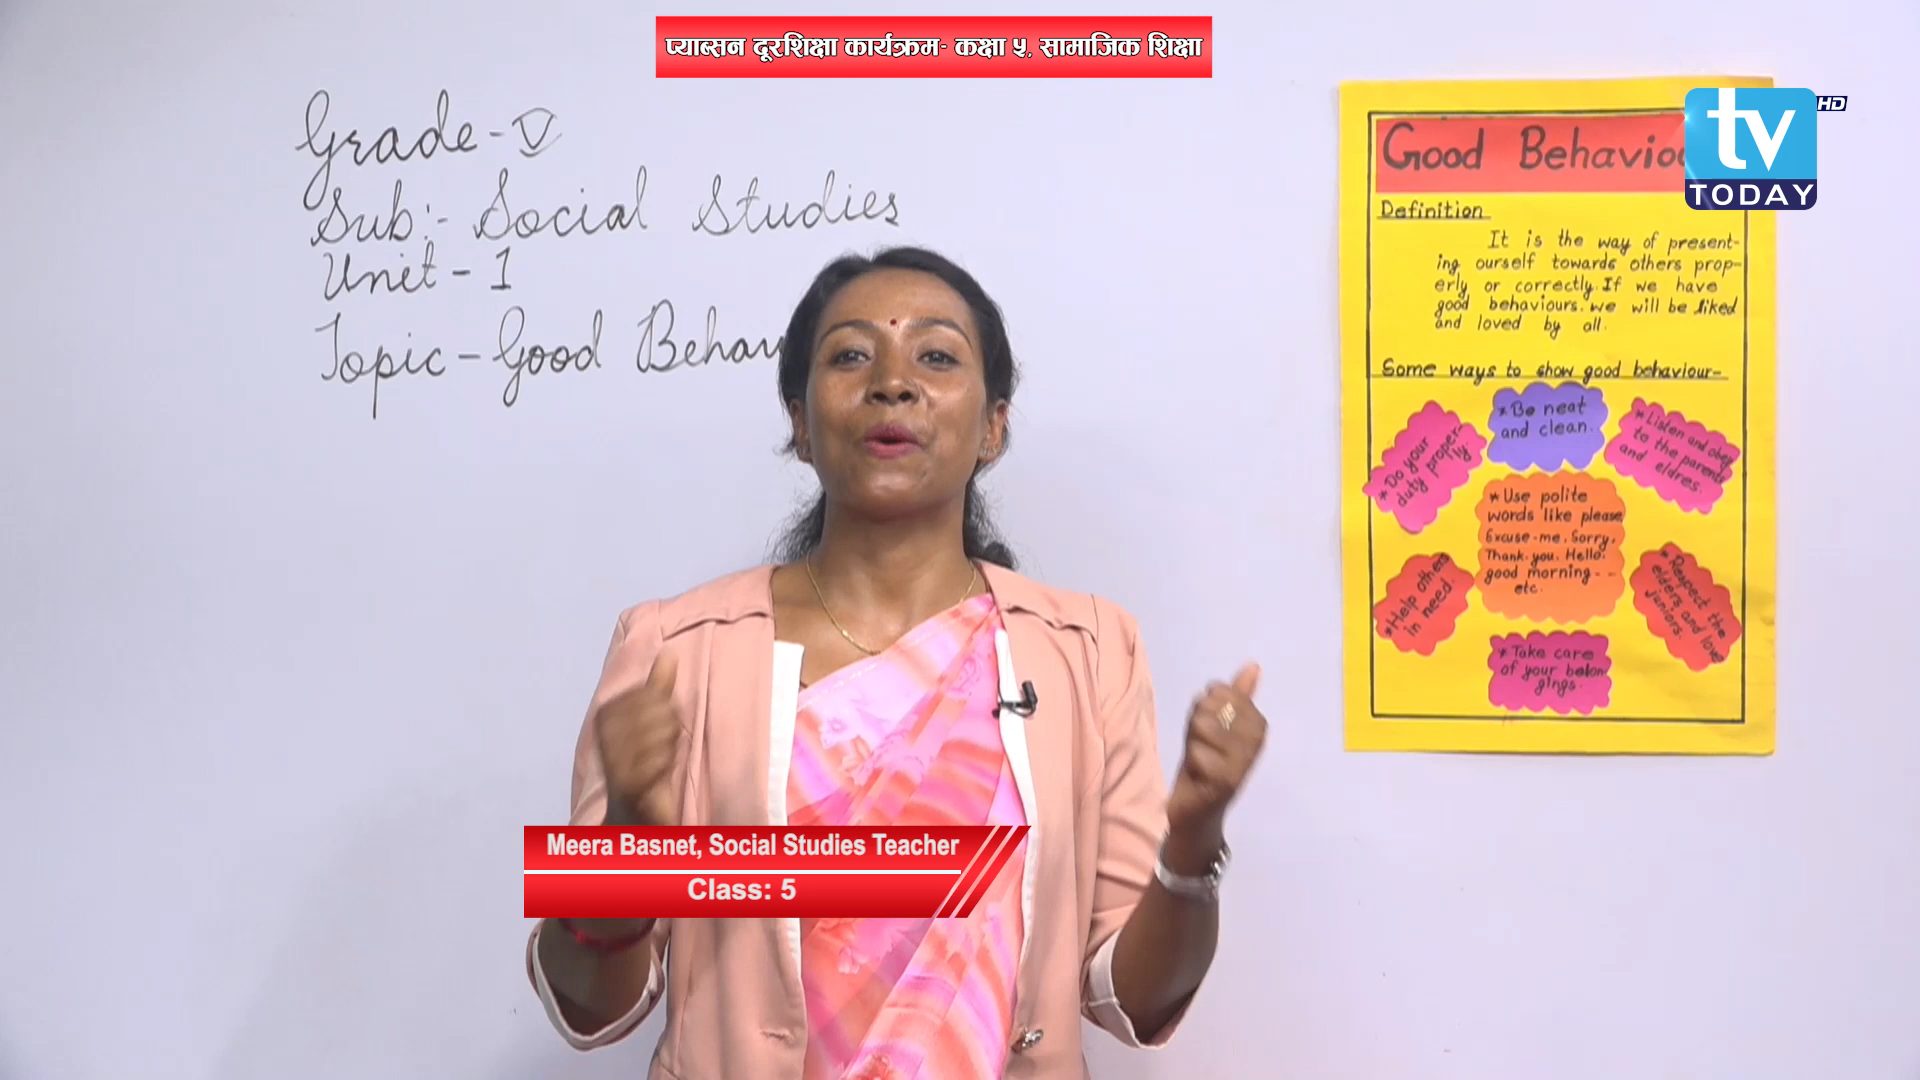 प्याब्सन दूरशिक्षा कार्यक्रम- कक्षा ५, सामाजिक शिक्षा
Grade-V
Sub:- Social Studies
Unit - 1
Topic - Good Behav
Good Behaviou
Definition
It is the way of present-
ing ourself towards others prop-
erly or correctly. If we have
good behaviours. we will be liked
and loved by all.
Some ways to show good behaviour-
* Do your
duty proper-
ly.
* Be neat
and clean.
* Listen and obey
to the parents
and eldres.
* Use polite
words like please
Excuse-me. Sorry,
Thank. you. Hello.
good morning - -
etc.
* Help others
in need.
* Respect the
elders and love
juniors.
* Take care
of your belon
gings.
tv HD
TODAY
Meera Basnet, Social Studies Teacher
Class: 5